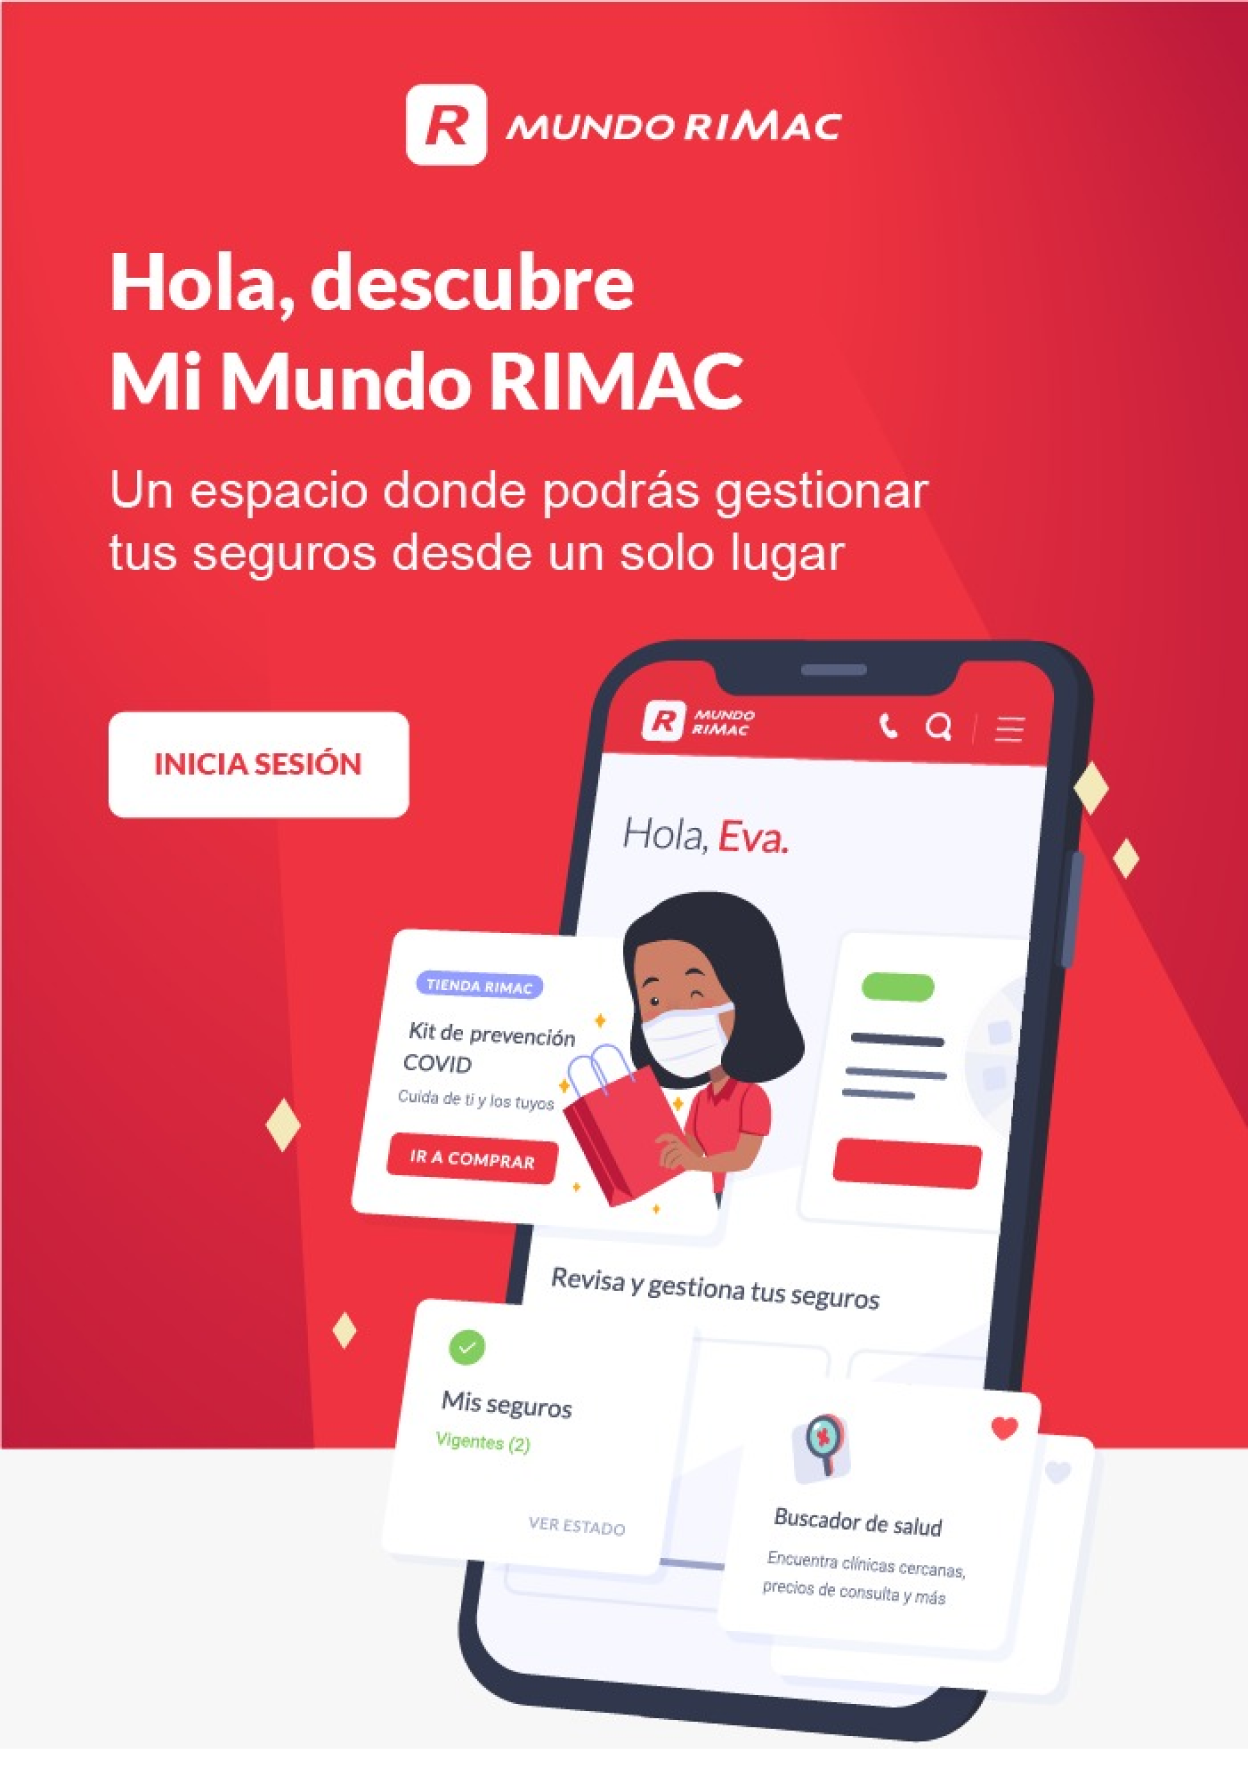 R MUNDO RIMAC
Hola, descubre
Mi Mundo RIMAC
Un espacio donde podrás gestionar
tus seguros desde un solo lugar
INICIA SESIÓN
R MUNDO
RIMAC
Hola, Eva.
TIENDA RIMAC
Kit de prevención
COVID
Cuida de ti y los tuyos
IR A COMPRAR
Revisa y gestiona tus seguros
Mis seguros
Vigentes (2)
VER ESTADO
Buscador de salud
Encuentra clínicas cercanas,
precios de consulta y más